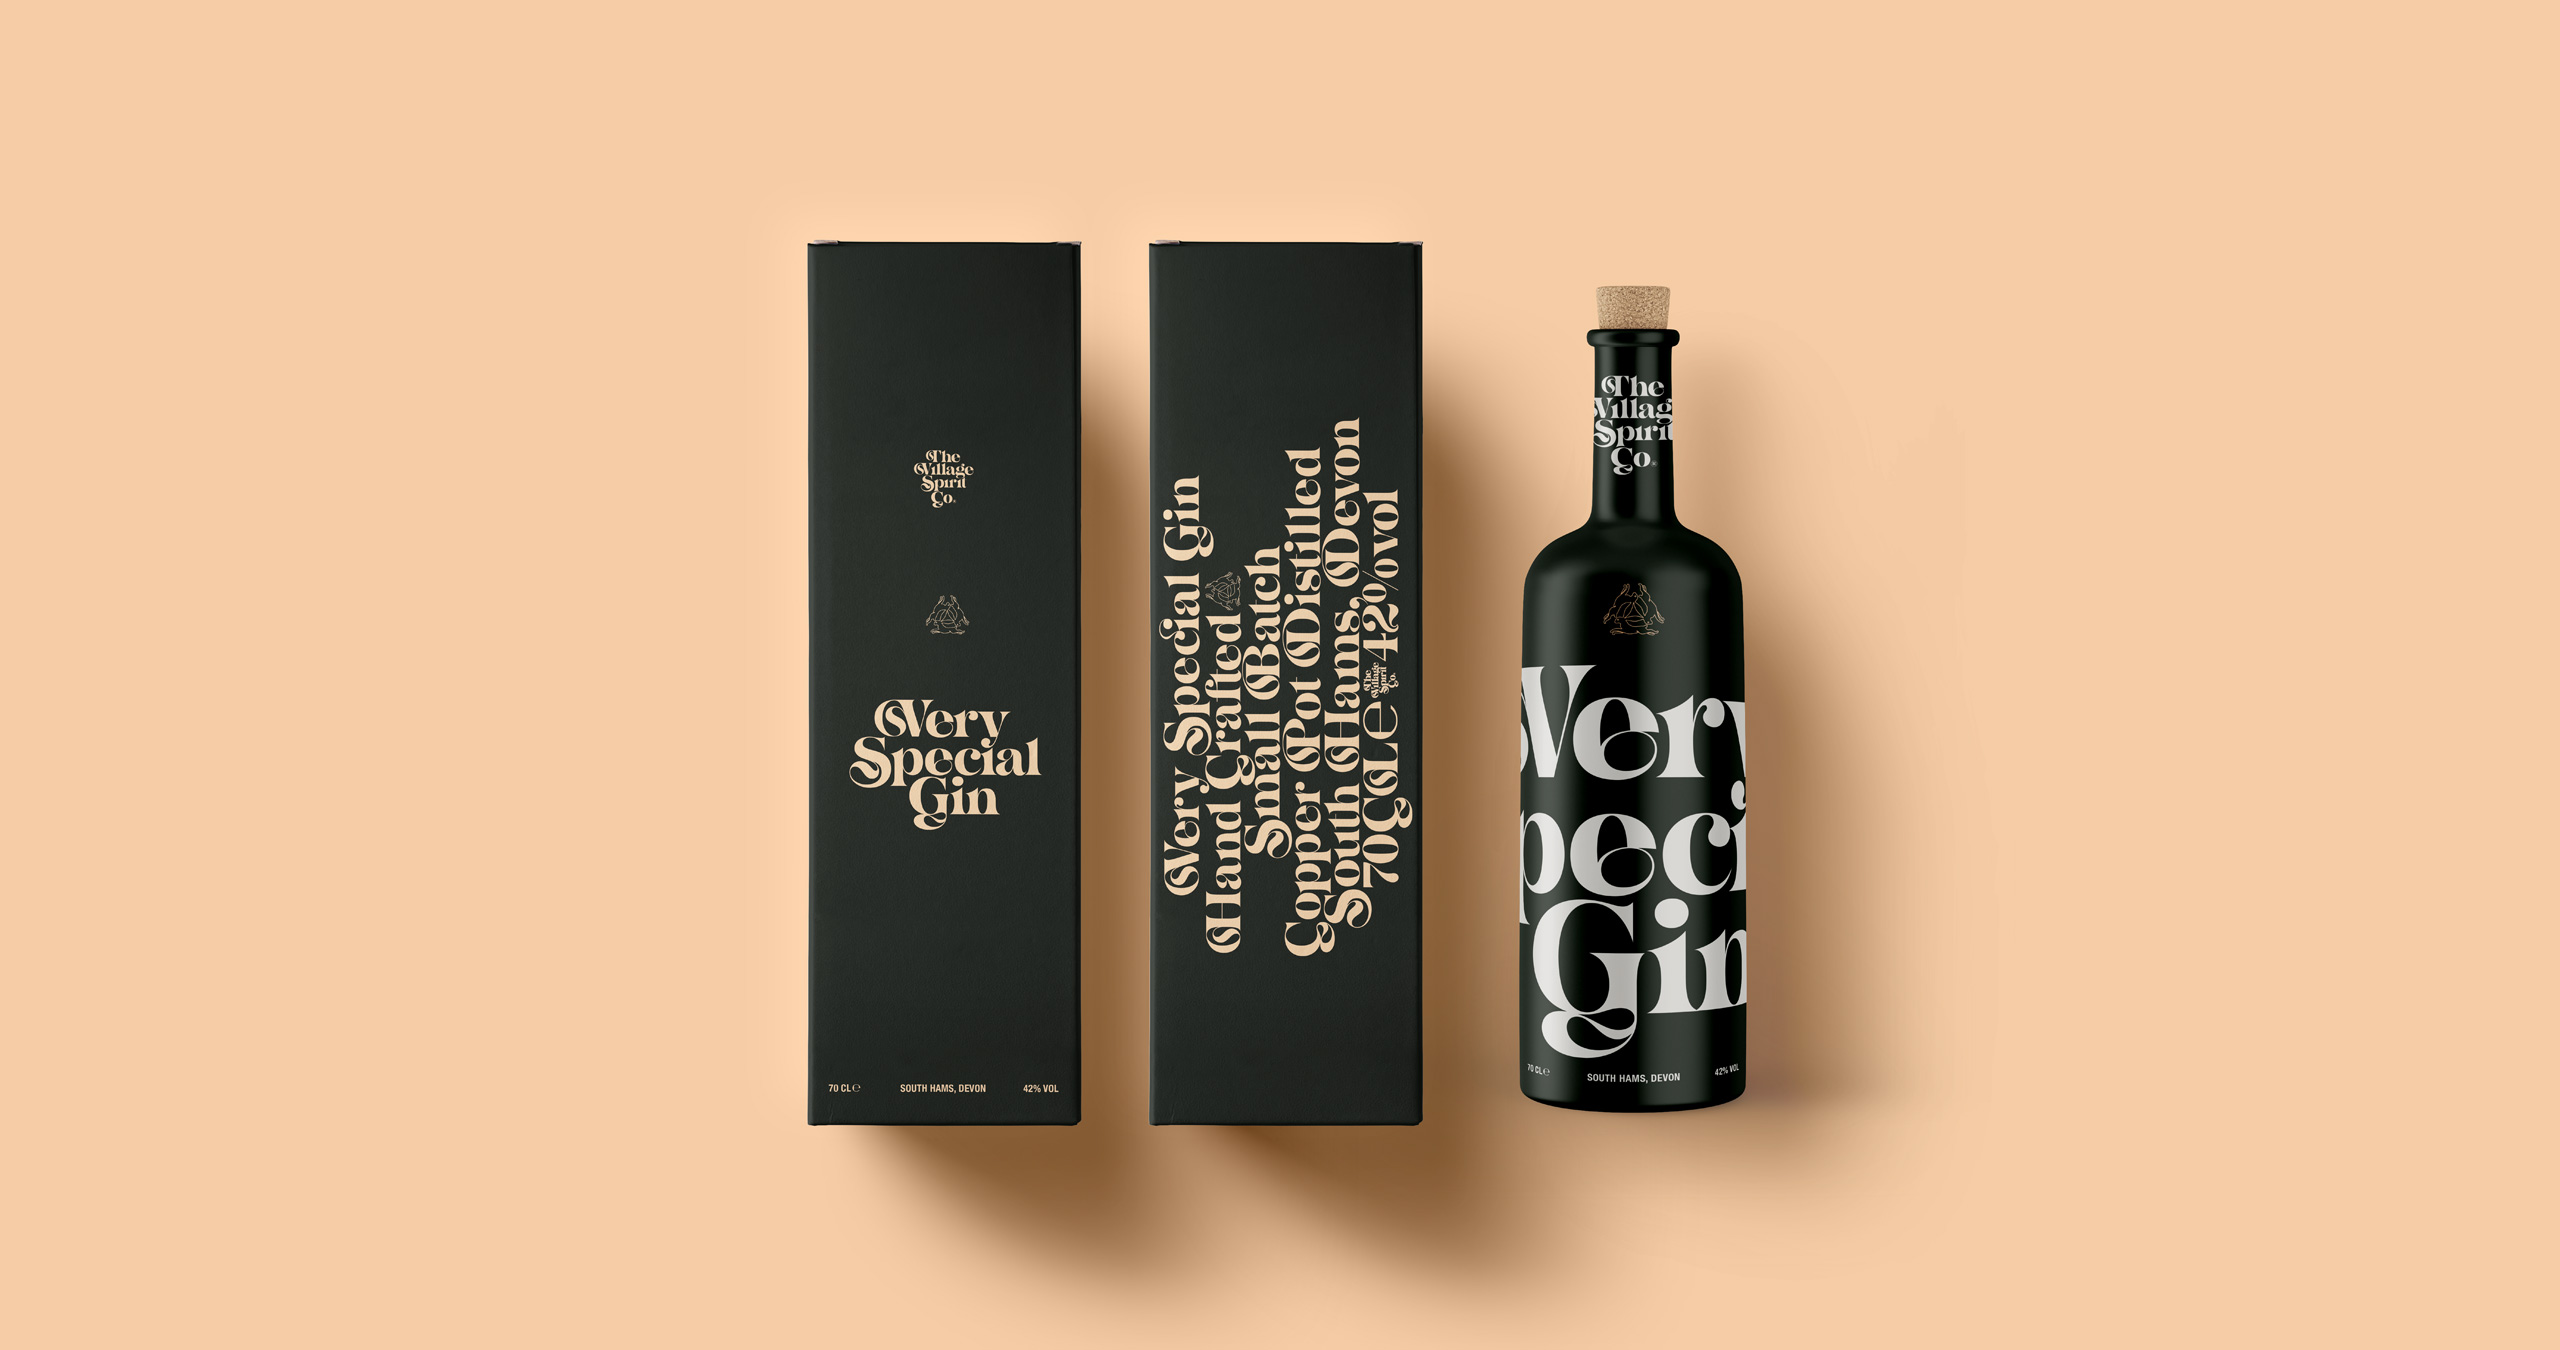 The
Village
Spirit
Co.
Very
Special
Gin
70 CL ℮
SOUTH HAMS, DEVON
42% VOL
Very Special Gin
Hand Crafted
Small Batch
Copper Pot Distilled
South Hams, Devon
70CL ℮ The Village Spirit Co. 42%vol
The
Villag
Spirit
Co.
Very
peci
Gin
70 CL ℮
SOUTH HAMS, DEVON
42% VOL